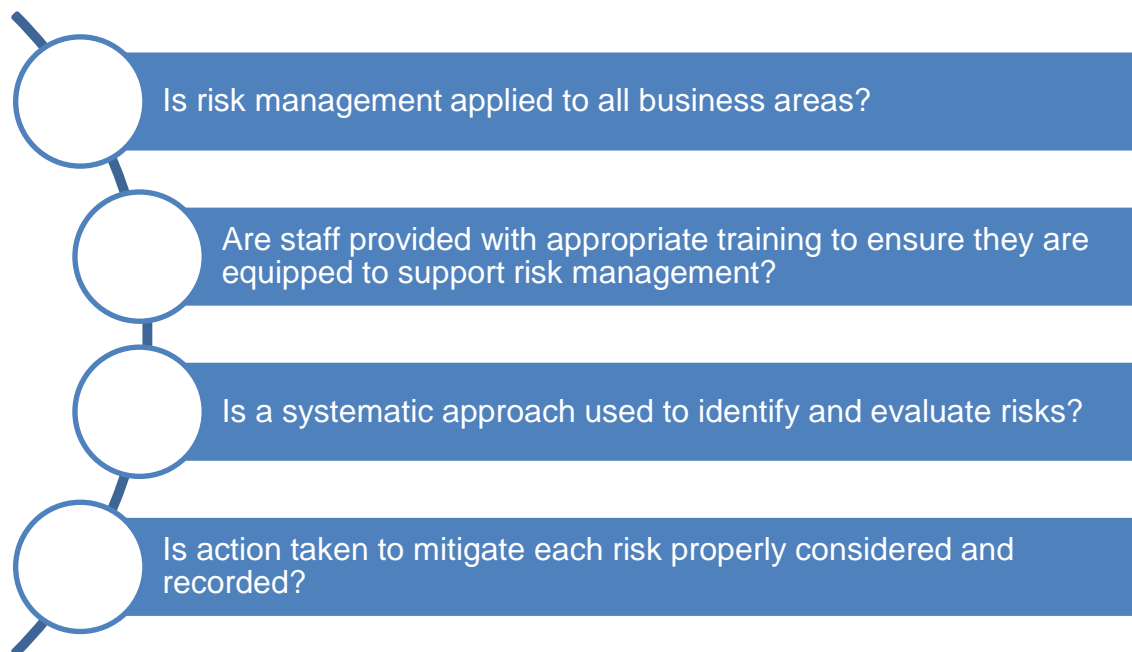 Is risk management applied to all business areas?
Are staff provided with appropriate training to ensure they are
equipped to support risk management?
Is a systematic approach used to identify and evaluate risks?
Is action taken to mitigate each risk properly considered and
recorded?